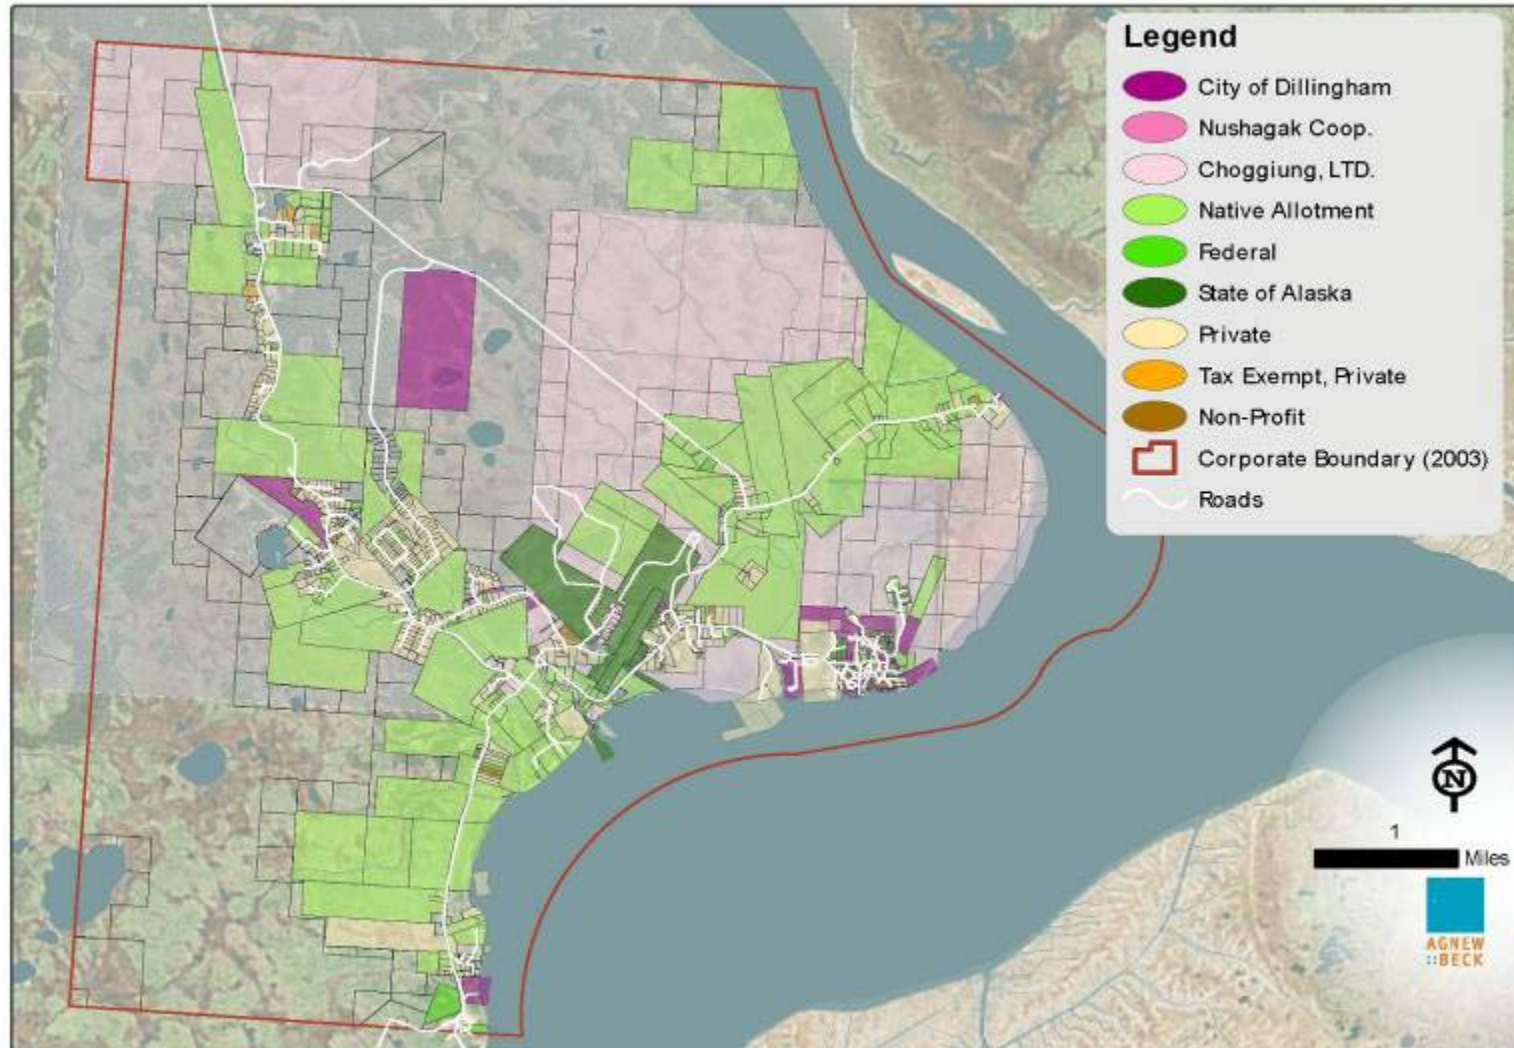 Legend
City of Dillingham
Nushagak Coop.
Choggiung, LTD.
Native Allotment
Federal
State of Alaska
Private
Tax Exempt, Private
Non-Profit
Corporate Boundary (2003)
Roads
N
1
Miles
AGNEW
::BECK